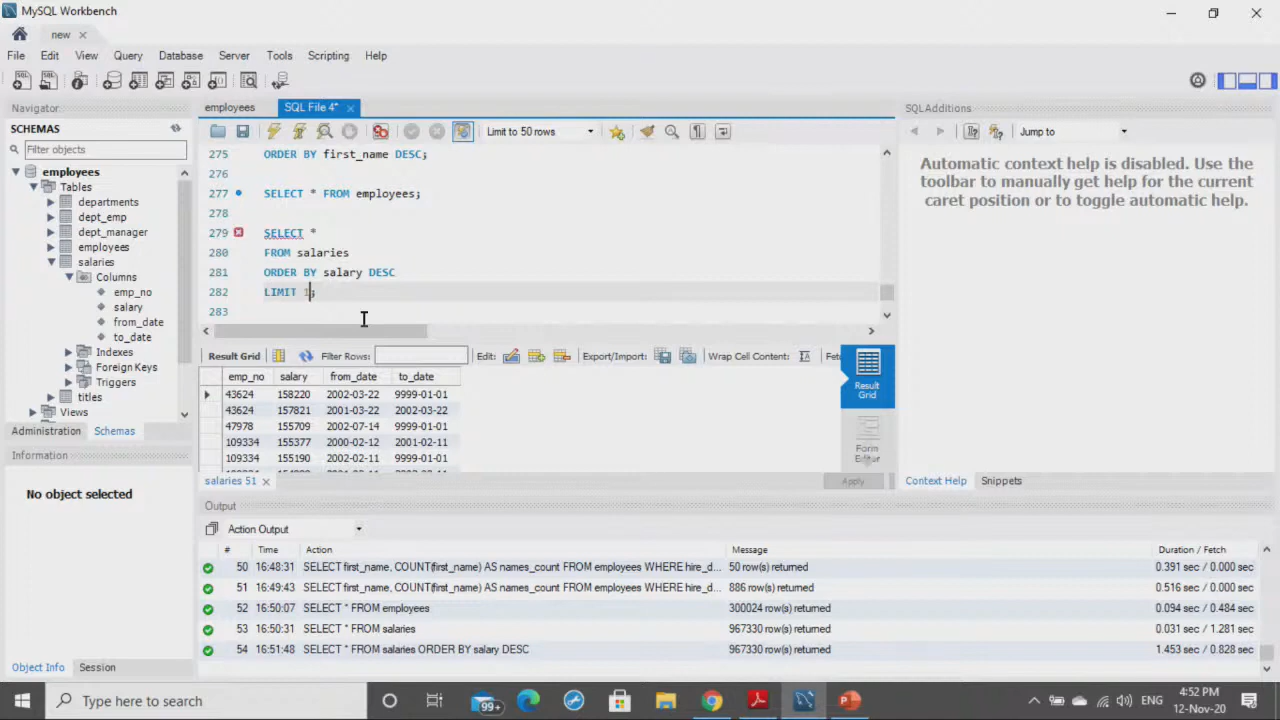 MySQL Workbench
new
File Edit View Query Database Server Tools Scripting Help
Navigator
SCHEMAS
Filter objects
employees
Tables
departments
dept_emp
dept_manager
employees
salaries
Columns
emp_no
salary
from_date
to_date
Indexes
Foreign Keys
Triggers
titles
Views
Administration Schemas
Information
No object selected
Object Info Session
employees SQL File 4*
Limit to 50 rows
275 ORDER BY first_name DESC;
276
277 SELECT * FROM employees;
278
279 SELECT *
280 FROM salaries
281 ORDER BY salary DESC
282 LIMIT 1;
283
Result Grid Filter Rows: Edit: Export/Import: Wrap Cell Content:
emp_no salary from_date to_date
43624 158220 2002-03-22 9999-01-01
43624 157821 2001-03-22 2002-03-22
47978 155709 2002-07-14 9999-01-01
109334 155377 2000-02-12 2001-02-11
109334 155190 2002-02-11 9999-01-01
Result Grid
Form Editor
salaries 51
Apply
SQLAdditions
Jump to
Automatic context help is disabled. Use the
toolbar to manually get help for the current
caret position or to toggle automatic help.
Context Help Snippets
Output
Action Output
# Time Action Message Duration / Fetch
50 16:48:31 SELECT first_name, COUNT(first_name) AS names_count FROM employees WHERE hire_d... 50 row(s) returned 0.391 sec / 0.000 sec
51 16:49:43 SELECT first_name, COUNT(first_name) AS names_count FROM employees WHERE hire_d... 886 row(s) returned 0.516 sec / 0.000 sec
52 16:50:07 SELECT * FROM employees 300024 row(s) returned 0.094 sec / 0.484 sec
53 16:50:31 SELECT * FROM salaries 967330 row(s) returned 0.031 sec / 1.281 sec
54 16:51:48 SELECT * FROM salaries ORDER BY salary DESC 967330 row(s) returned 1.453 sec / 0.828 sec
Type here to search
99+
ENG
4:52 PM
12-Nov-20